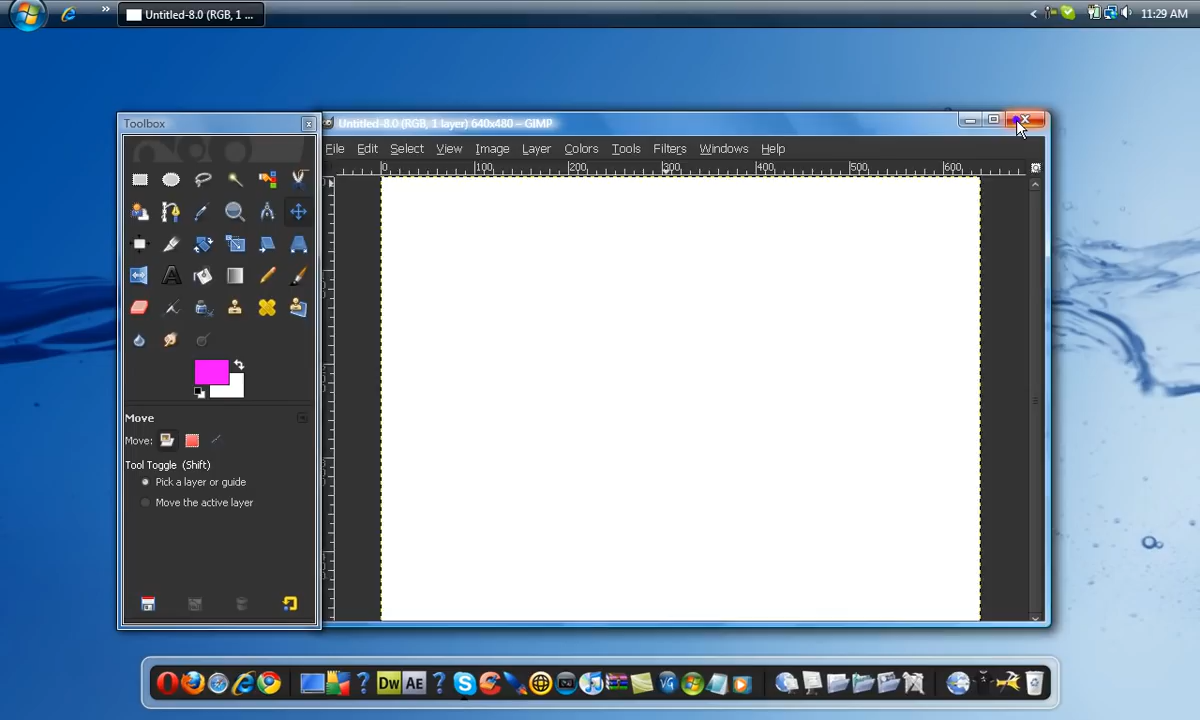 » Untitled-8.0 (RGB, 1 ... < 11:29 AM
Toolbox x
Untitled-8.0 (RGB, 1 layer) 640x480 – GIMP
File Edit Select View Image Layer Colors Tools Filters Windows Help
0 100 200 300 400 500 600
Move
Move:
Tool Toggle (Shift)
Pick a layer or guide
Move the active layer
? Dw AE ?